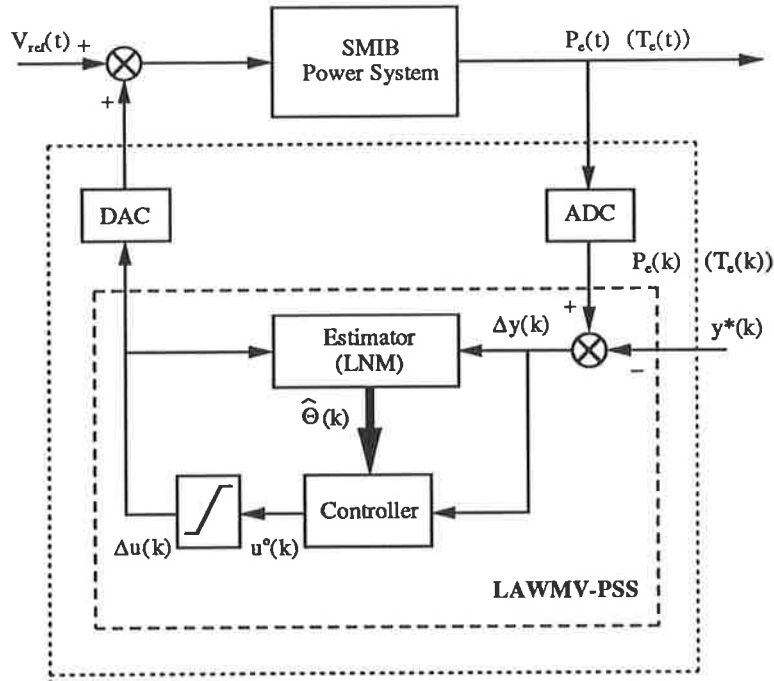 V_ref(t) +
SMIB
Power System
P_e(t) (T_e(t))
+
DAC
ADC
P_e(k) (T_e(k))
+
Estimator
(LNM)
Δy(k)
y*(k)
−
Θ̂(k)
Controller
Δu(k)
u°(k)
LAWMV-PSS